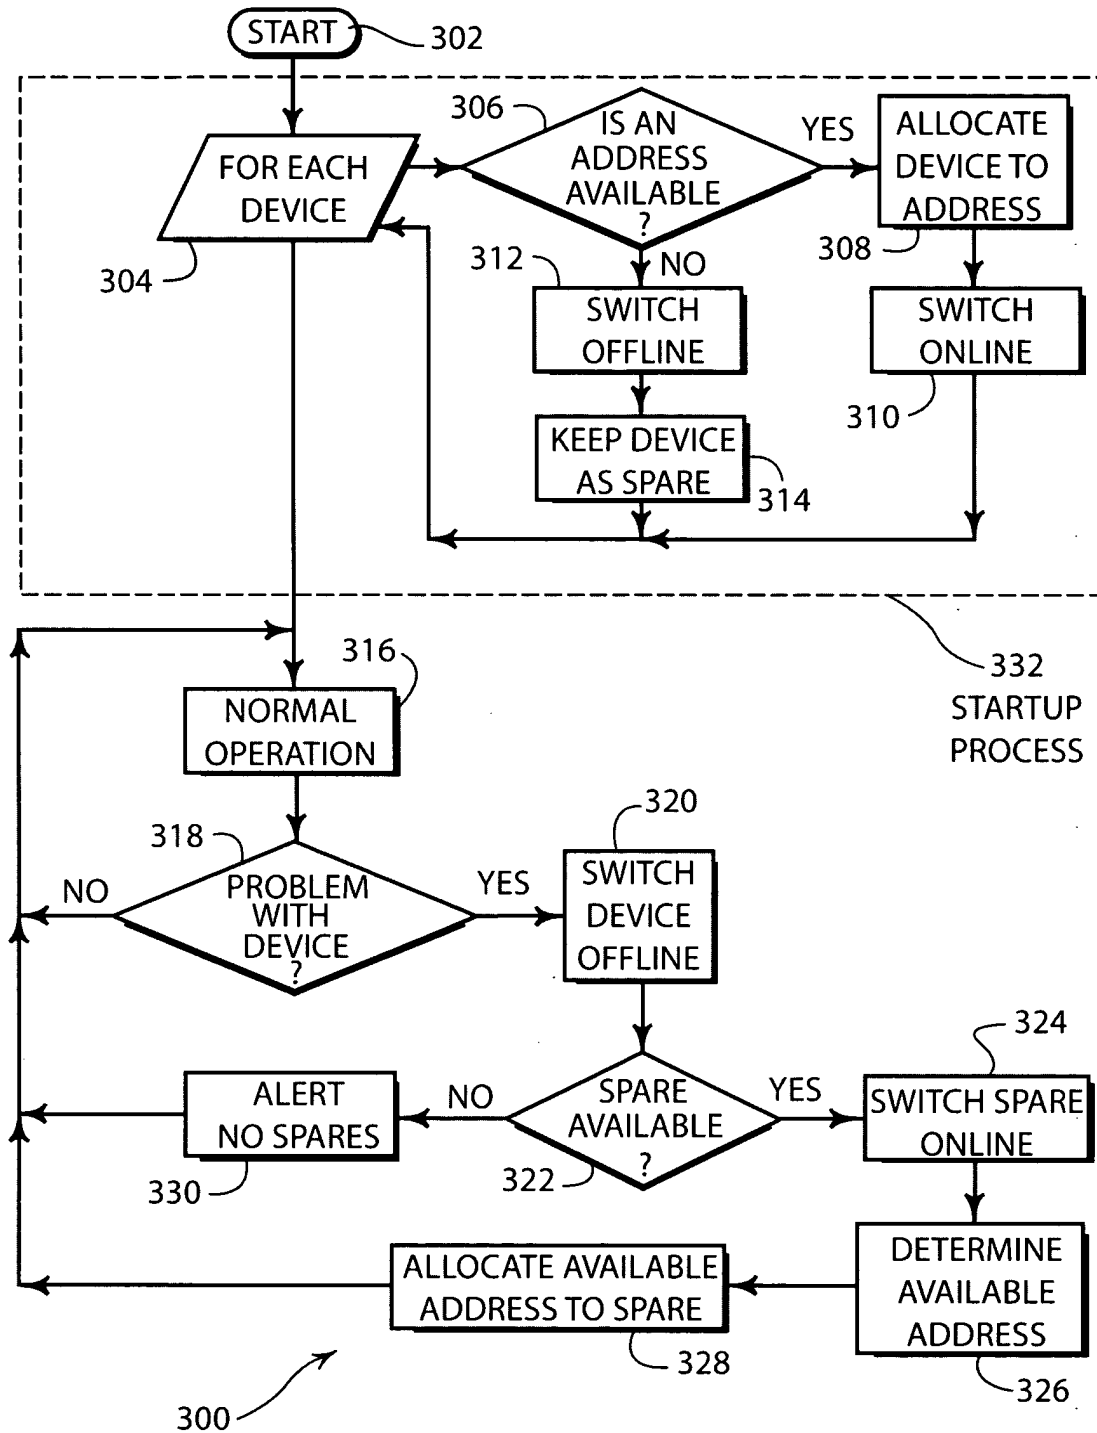 START
302
306
IS AN
ADDRESS
AVAILABLE
?
YES
ALLOCATE
DEVICE TO
ADDRESS
308
FOR EACH
DEVICE
304
312
NO
SWITCH
OFFLINE
SWITCH
ONLINE
310
KEEP DEVICE
AS SPARE
314
332
STARTUP
PROCESS
316
NORMAL
OPERATION
318
NO
PROBLEM
WITH
DEVICE
?
YES
320
SWITCH
DEVICE
OFFLINE
324
ALERT
NO SPARES
330
NO
SPARE
AVAILABLE
?
322
YES
SWITCH SPARE
ONLINE
ALLOCATE AVAILABLE
ADDRESS TO SPARE
328
DETERMINE
AVAILABLE
ADDRESS
326
300